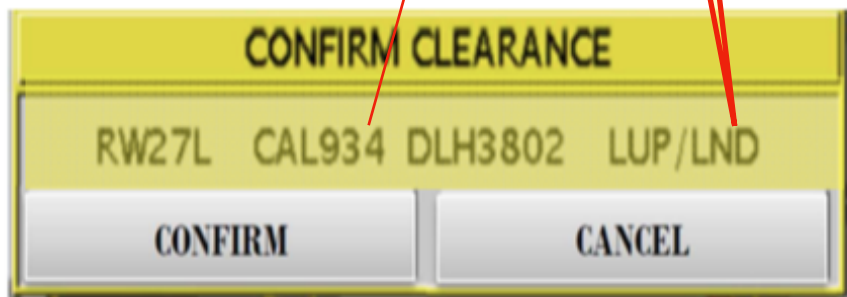 CONFIRM CLEARANCE
RW27L CAL934 DLH3802 LUP/LND
CONFIRM CANCEL